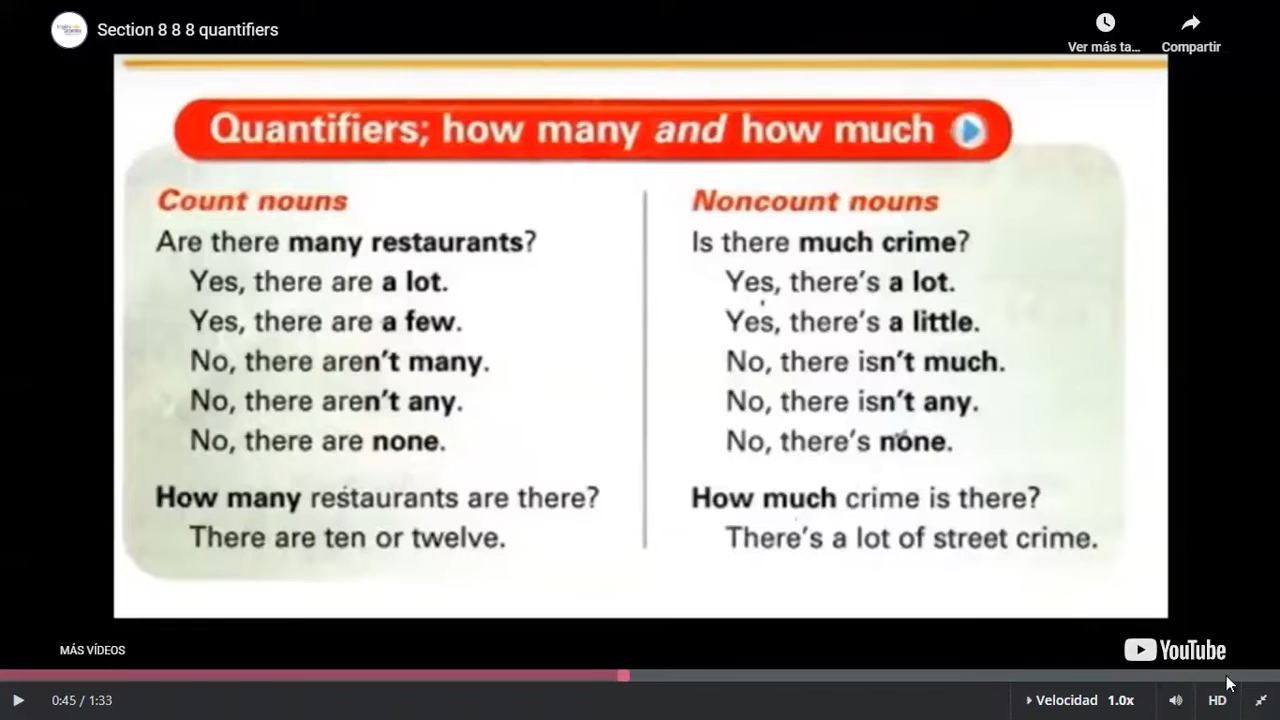 Section 8 8 8 quantifiers
Ver más ta...
Compartir
Quantifiers; how many and how much
Count nouns
Are there many restaurants?
Yes, there are a lot.
Yes, there are a few.
No, there aren't many.
No, there aren't any.
No, there are none.
How many restaurants are there?
There are ten or twelve.
Noncount nouns
Is there much crime?
Yes, there's a lot.
Yes, there's a little.
No, there isn't much.
No, there isn't any.
No, there's none.
How much crime is there?
There's a lot of street crime.
MÁS VÍDEOS
YouTube
0:45 / 1:33
Velocidad 1.0x
HD